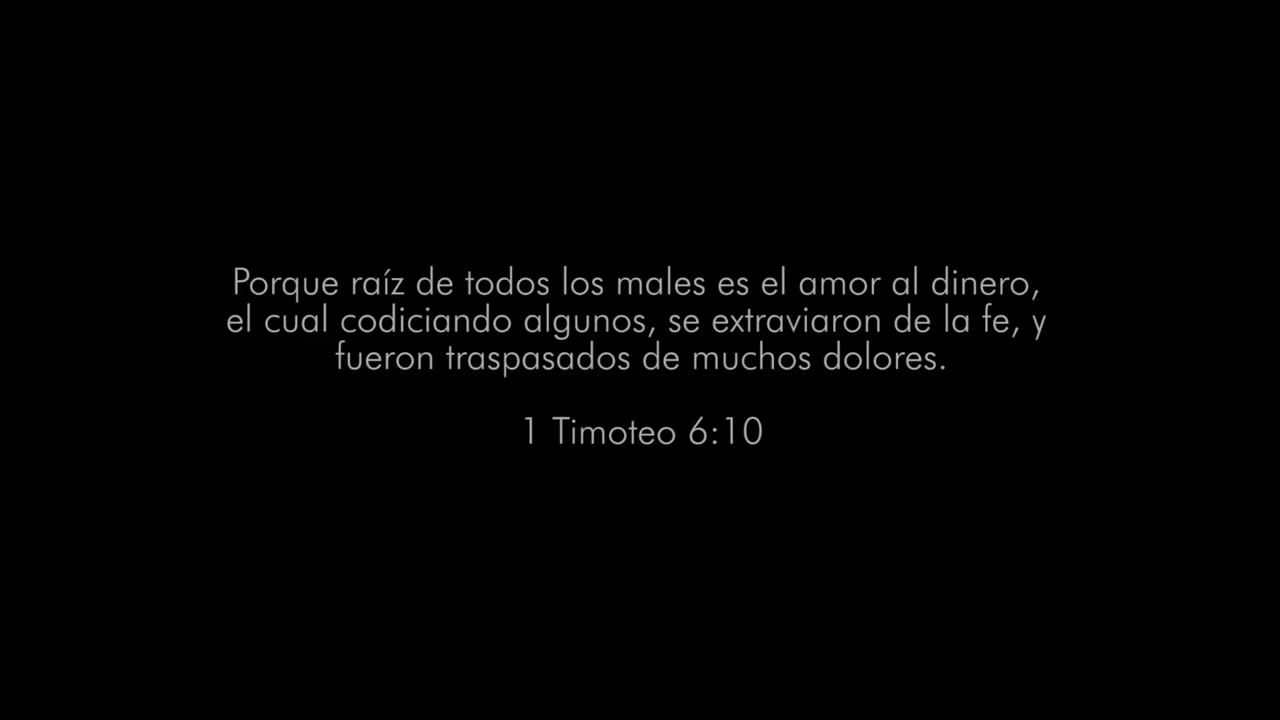 Porque raíz de todos los males es el amor al dinero,
el cual codiciando algunos, se extraviaron de la fe, y
fueron traspasados de muchos dolores.
1 Timoteo 6:10